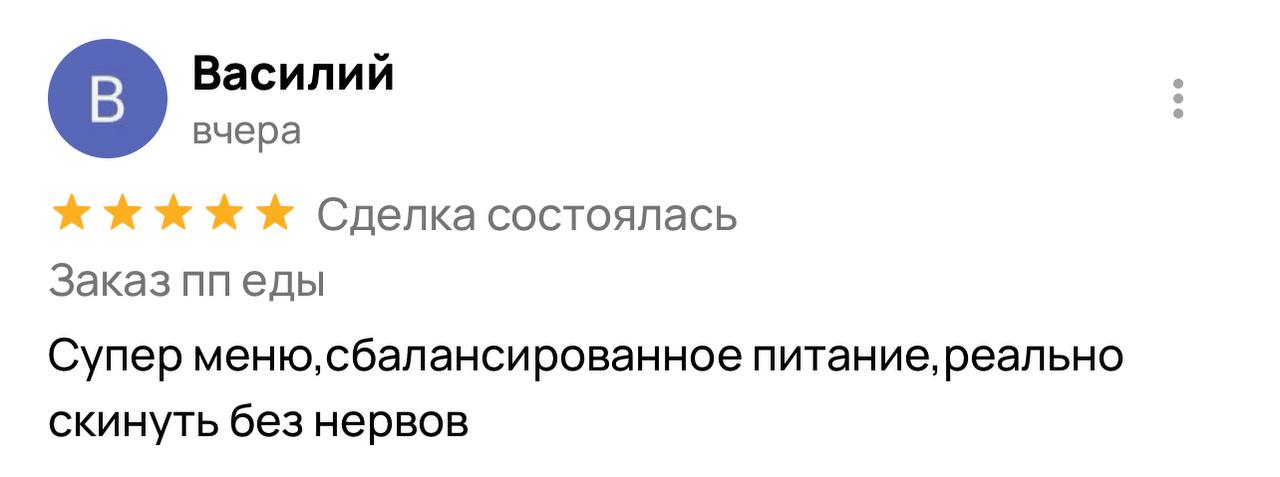 В
Василий
вчера
Сделка состоялась
Заказ пп еды
Супер меню,сбалансированное питание,реально
скинуть без нервов